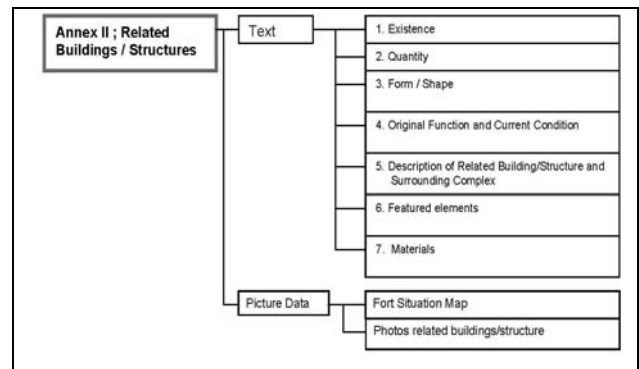 Annex II ; Related
Buildings / Structures
Text
1. Existence
2. Quantity
3. Form / Shape
4. Original Function and Current Condition
5. Description of Related Building/Structure and
Surrounding Complex
6. Featured elements
7. Materials
Picture Data
Fort Situation Map
Photos related buildings/structure